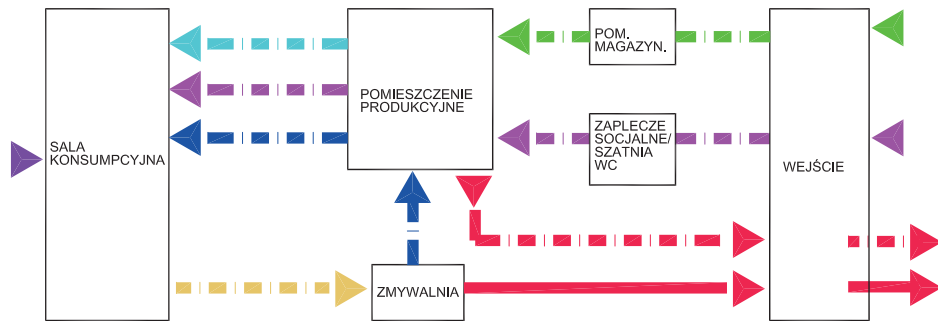 POM.
MAGAZYN.
POMIESZCZENIE
PRODUKCYJNE
ZAPLECZE
SOCJALNE/
SZATNIA
WC
SALA
KONSUMPCYJNA
WEJŚCIE
ZMYWALNIA